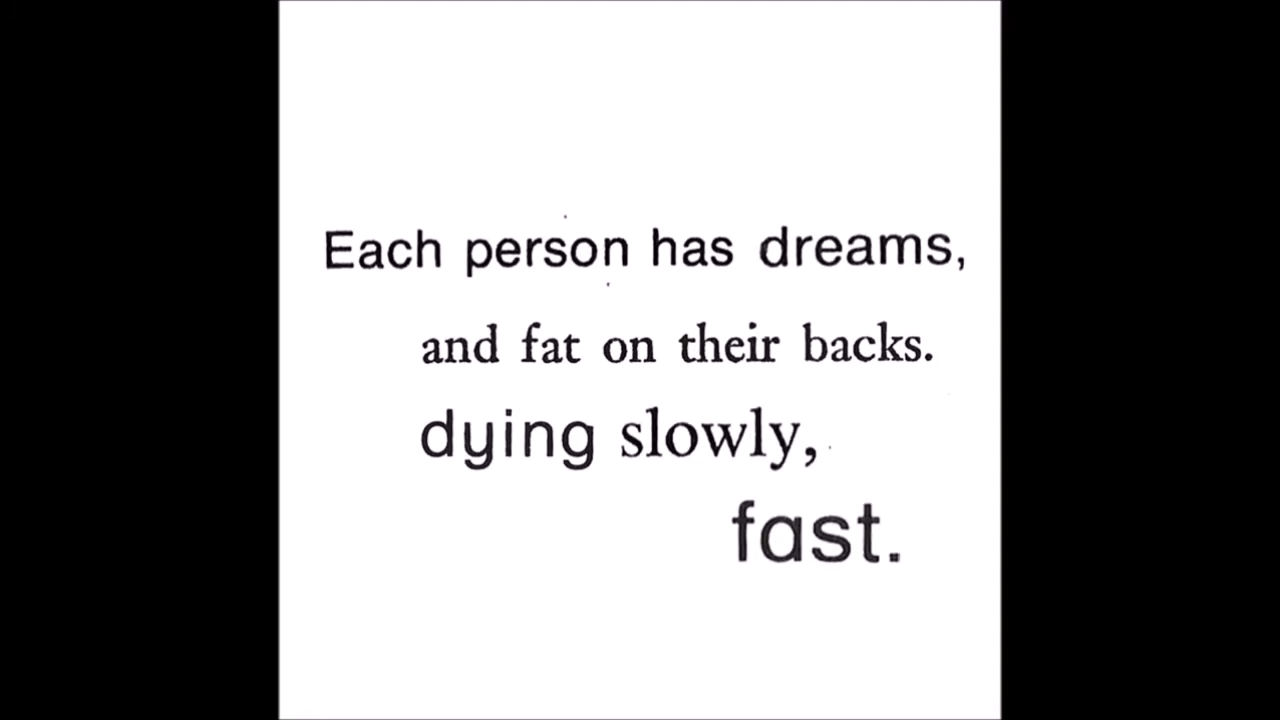 Each person has dreams,
and fat on their backs.
dying slowly,
fast.